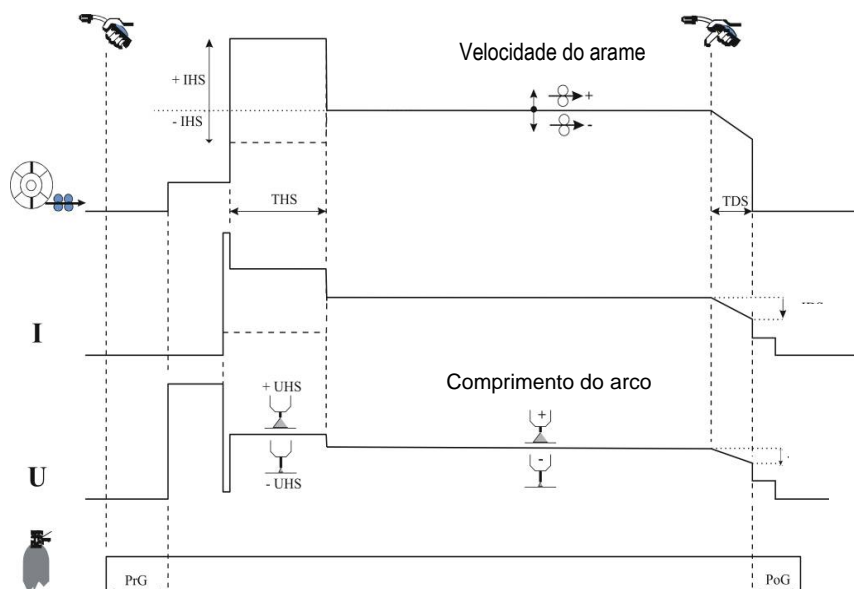 Velocidade do arame
+ IHS
- IHS
+
-
THS
TDS
I
+ UHS
Comprimento do arco
+
-
- UHS
U
PrG
PoG